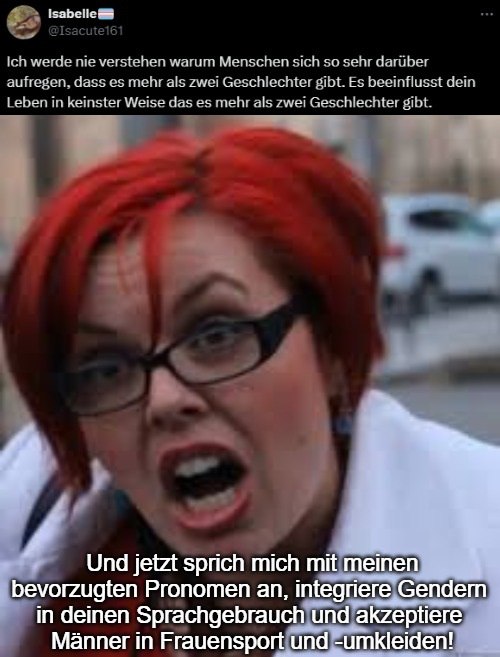 Isabelle
@Isacute161
Ich werde nie verstehen warum Menschen sich so sehr darüber
aufregen, dass es mehr als zwei Geschlechter gibt. Es beeinflusst dein
Leben in keinster Weise das es mehr als zwei Geschlechter gibt.
Und jetzt sprich mich mit meinen
bevorzugten Pronomen an, integriere Gendern
in deinen Sprachgebrauch und akzeptiere
Männer in Frauensport und -umkleiden!